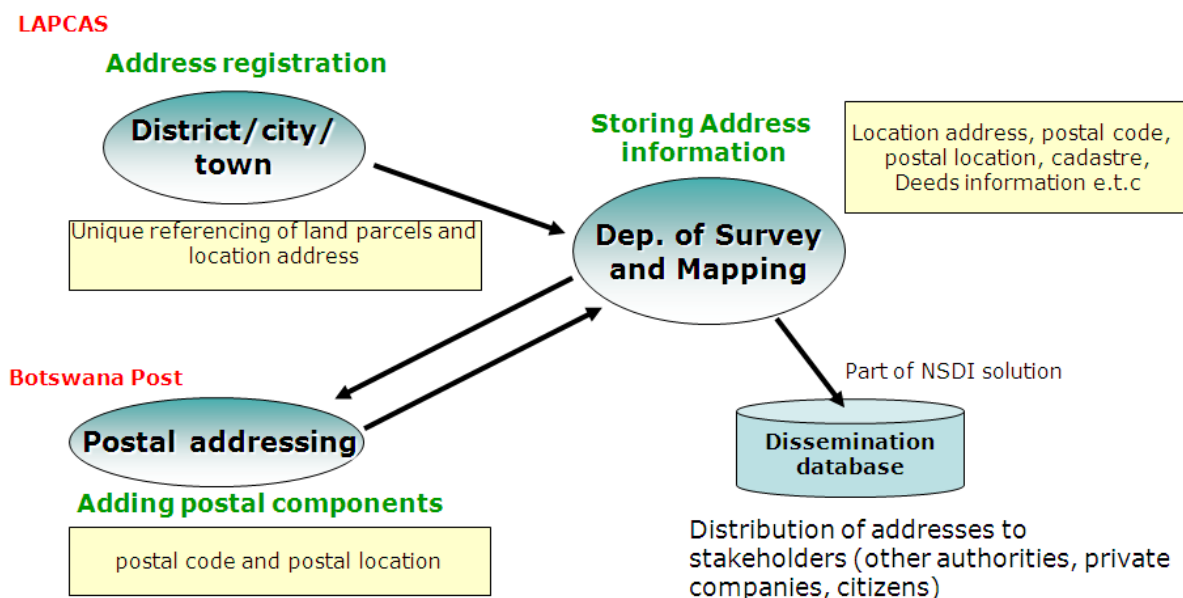 LAPCAS
Address registration
District/city/
town
Unique referencing of land parcels and
location address
Storing Address
information
Location address, postal code,
postal location, cadastre,
Deeds information e.t.c
Dep. of Survey
and Mapping
Botswana Post
Postal addressing
Adding postal components
postal code and postal location
Part of NSDI solution
Dissemination
database
Distribution of addresses to
stakeholders (other authorities, private
companies, citizens)